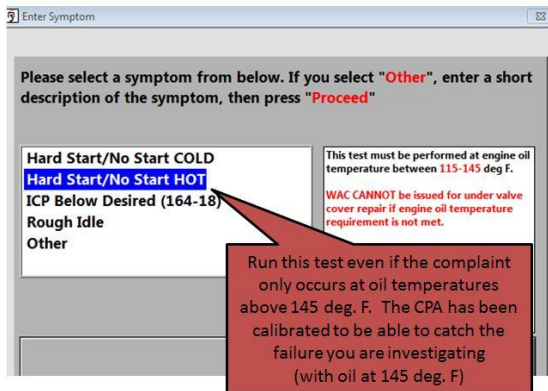 Enter Symptom
Please select a symptom from below. If you select "Other", enter a short
description of the symptom, then press "Proceed"
Hard Start/No Start COLD
Hard Start/No Start HOT
ICP Below Desired (164-18)
Rough Idle
Other
This test must be performed at engine oil
temperature between 115-145 deg F.
WAC CANNOT be issued for under valve
cover repair if engine oil temperature
requirement is not met.
Run this test even if the complaint
only occurs at oil temperatures
above 145 deg. F. The CPA has been
calibrated to be able to catch the
failure you are investigating
(with oil at 145 deg. F)